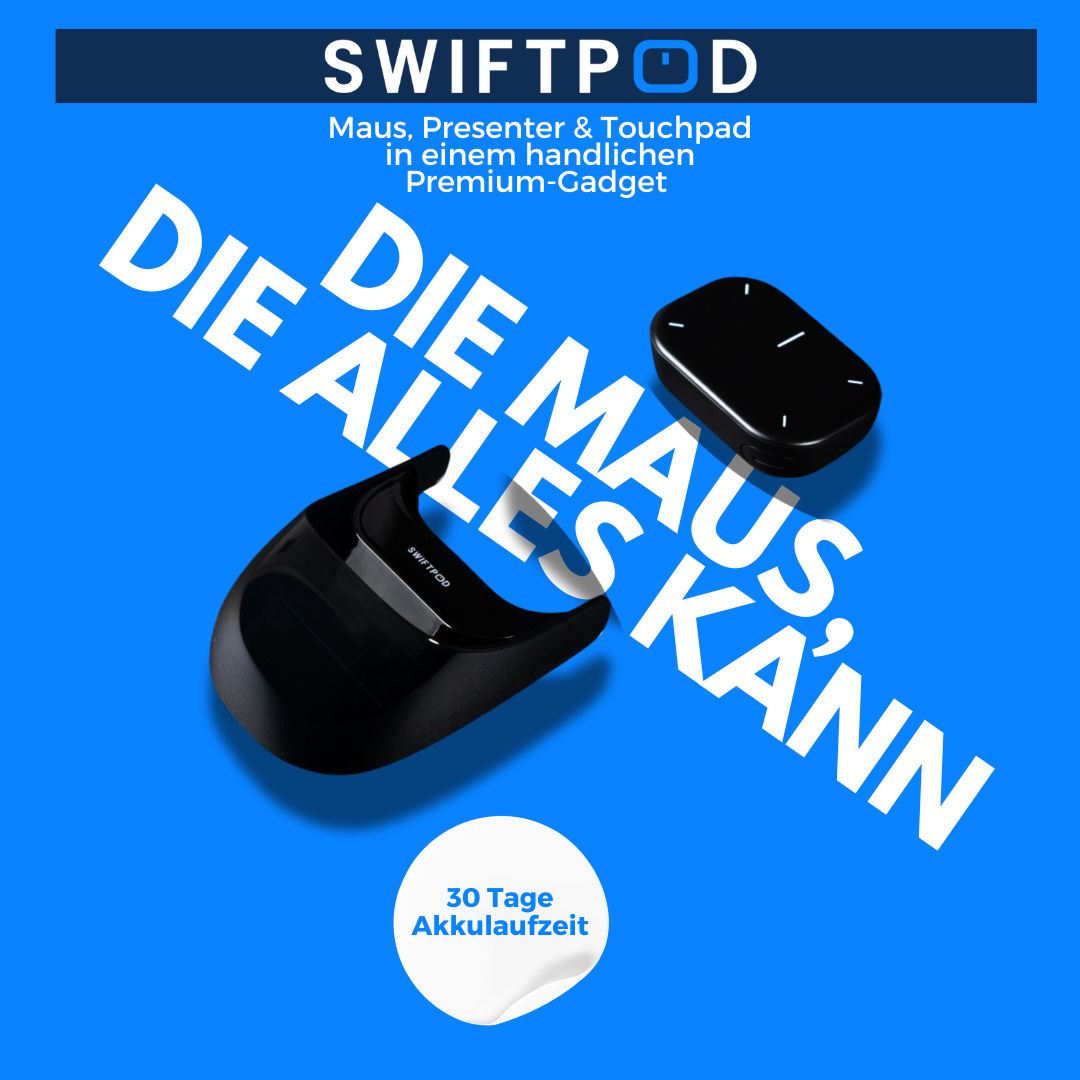 SWIFTPOD
Maus, Presenter & Touchpad
in einem handlichen
Premium-Gadget
DIE MAUS,
DIE ALLES KANN
SWIFTPOD
30 Tage
Akkulaufzeit